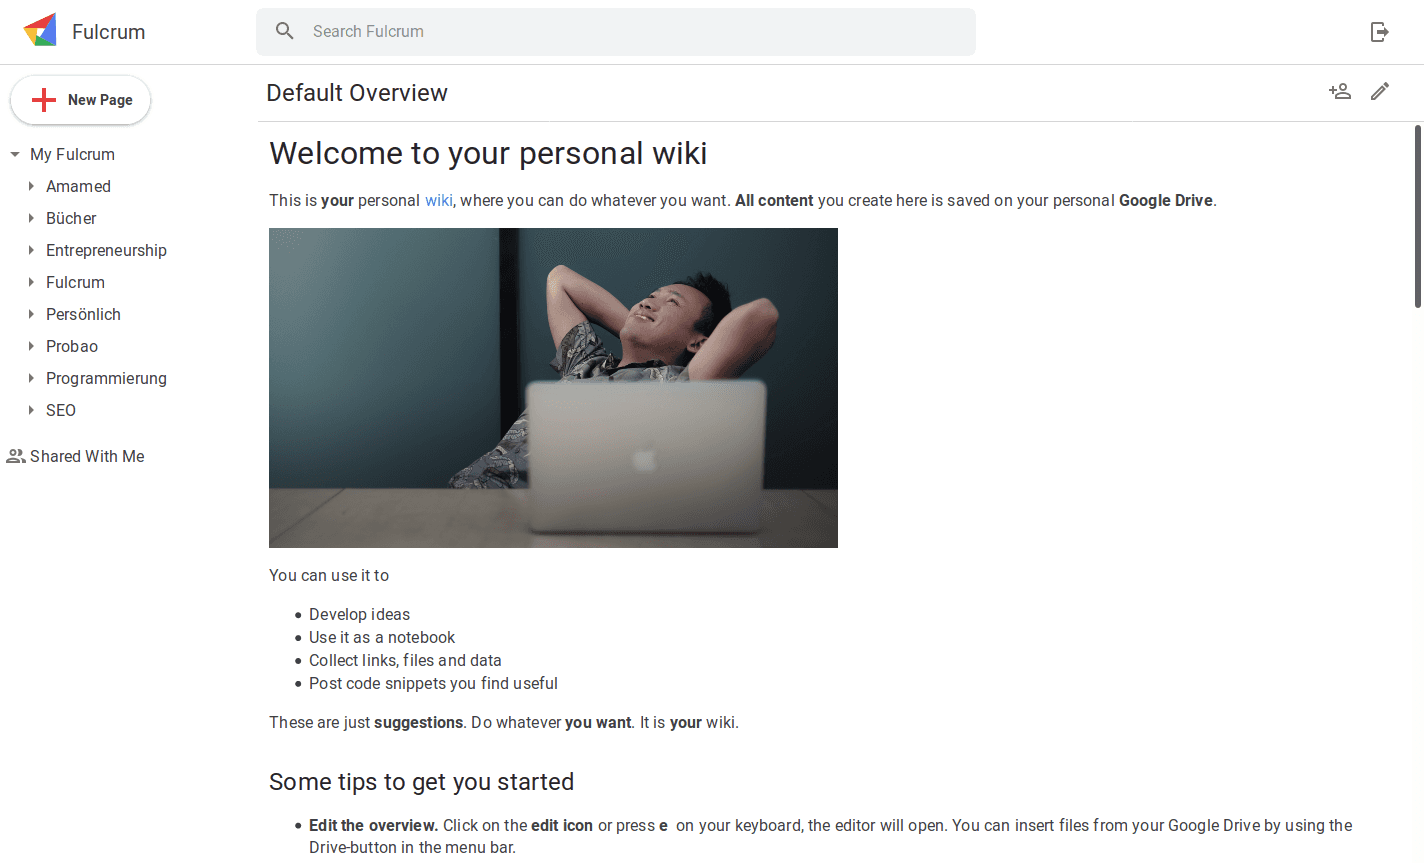 Fulcrum
Search Fulcrum
New Page
My Fulcrum
Amamed
Bücher
Entrepreneurship
Fulcrum
Persönlich
Probao
Programmierung
SEO
Shared With Me
Default Overview
Welcome to your personal wiki
This is your personal wiki, where you can do whatever you want. All content you create here is saved on your personal Google Drive.
You can use it to
Develop ideas
Use it as a notebook
Collect links, files and data
Post code snippets you find useful
These are just suggestions. Do whatever you want. It is your wiki.
Some tips to get you started
Edit the overview. Click on the edit icon or press e on your keyboard, the editor will open. You can insert files from your Google Drive by using the
Drive-button in the menu bar.